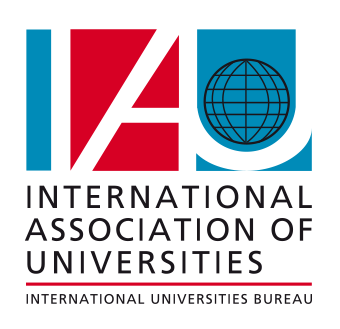 IAU
INTERNATIONAL
ASSOCIATION OF
UNIVERSITIES
INTERNATIONAL UNIVERSITIES BUREAU